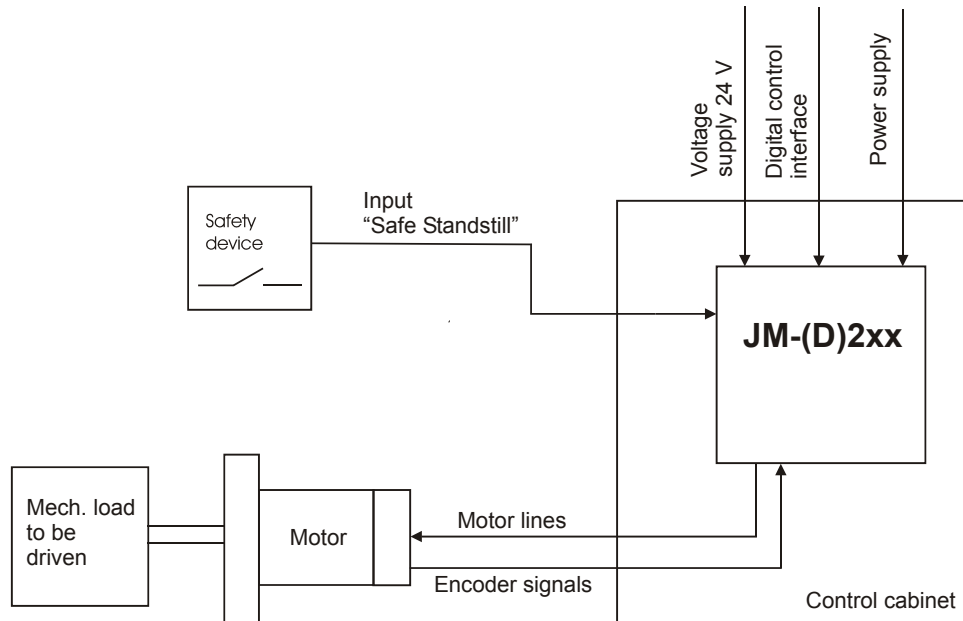 Voltage
supply 24 V
Digital control
interface
Power supply
Input
“Safe Standstill”
Safety
device
JM-(D)2xx
Mech. load
to be
driven
Motor
Motor lines
Encoder signals
Control cabinet